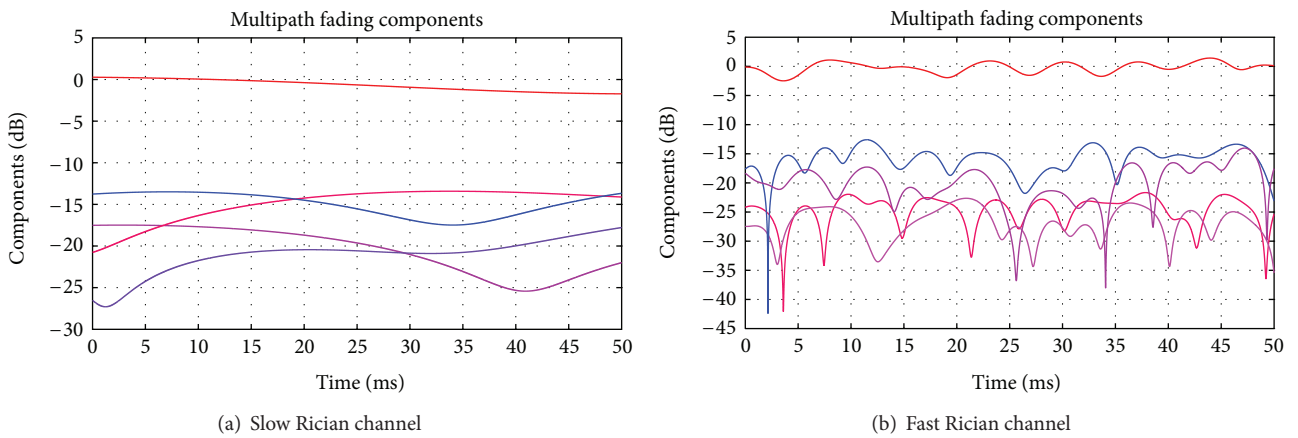 Multipath fading components
5
0
−5
−10
−15
−20
−25
−30
Components (dB)
0 5 10 15 20 25 30 35 40 45 50
Time (ms)
(a) Slow Rician channel
Multipath fading components
5
0
−5
−10
−15
−20
−25
−30
−35
−40
−45
Components (dB)
0 5 10 15 20 25 30 35 40 45 50
Time (ms)
(b) Fast Rician channel